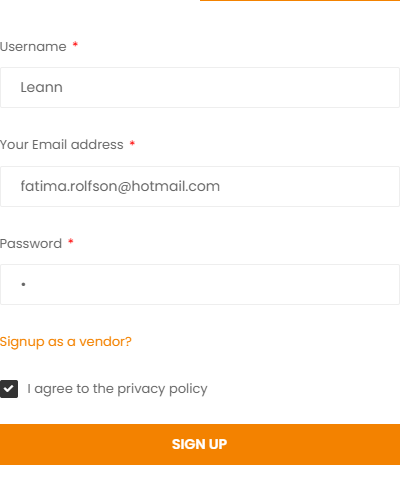 Username *
Leann
Your Email address *
fatima.rolfson@hotmail.com
Password *
•
Signup as a vendor?
I agree to the privacy policy
SIGN UP